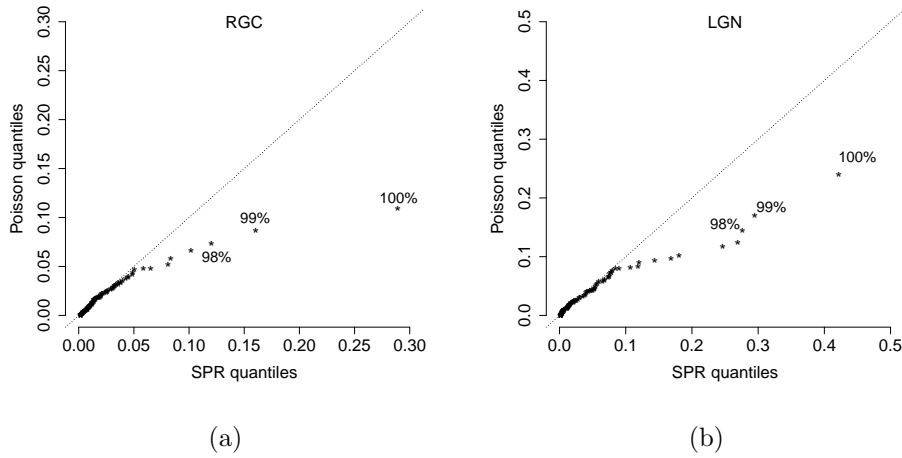 RGC
Poisson quantiles
0.30
0.25
0.20
0.15
0.10
0.05
0.00
100%
99%
98%
0.00 0.05 0.10 0.15 0.20 0.25 0.30
SPR quantiles
(a)
LGN
Poisson quantiles
0.5
0.4
0.3
0.2
0.1
0.0
100%
99%
98%
0.0 0.1 0.2 0.3 0.4 0.5
SPR quantiles
(b)